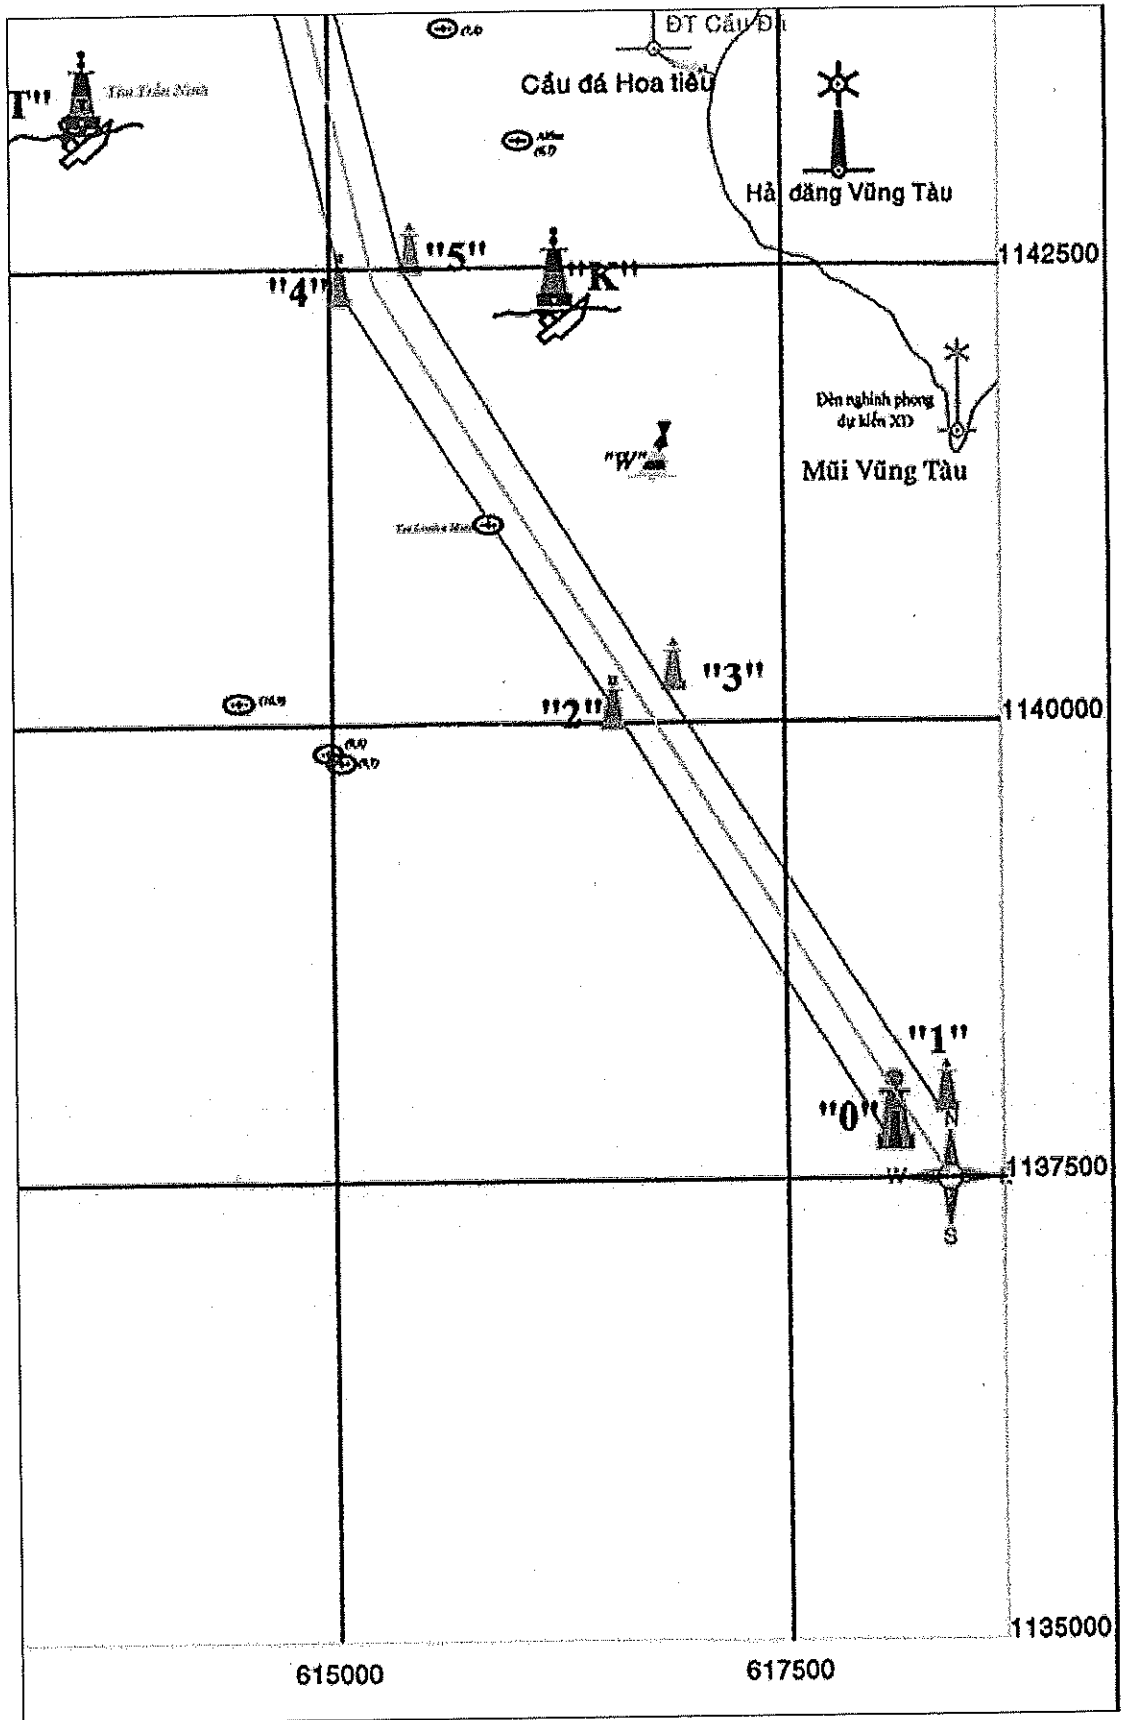 ĐT Cầu Đá
Cầu đá Hoa tiêu
T"
Hải đăng Vũng Tàu
"5"
"K"
"4"
1142500
Đèn nghinh phong
dự kiến XD
Mũi Vũng Tàu
"W"
"3"
"2"
1140000
"1"
"0"
N
W
1137500
S
1135000
615000
617500